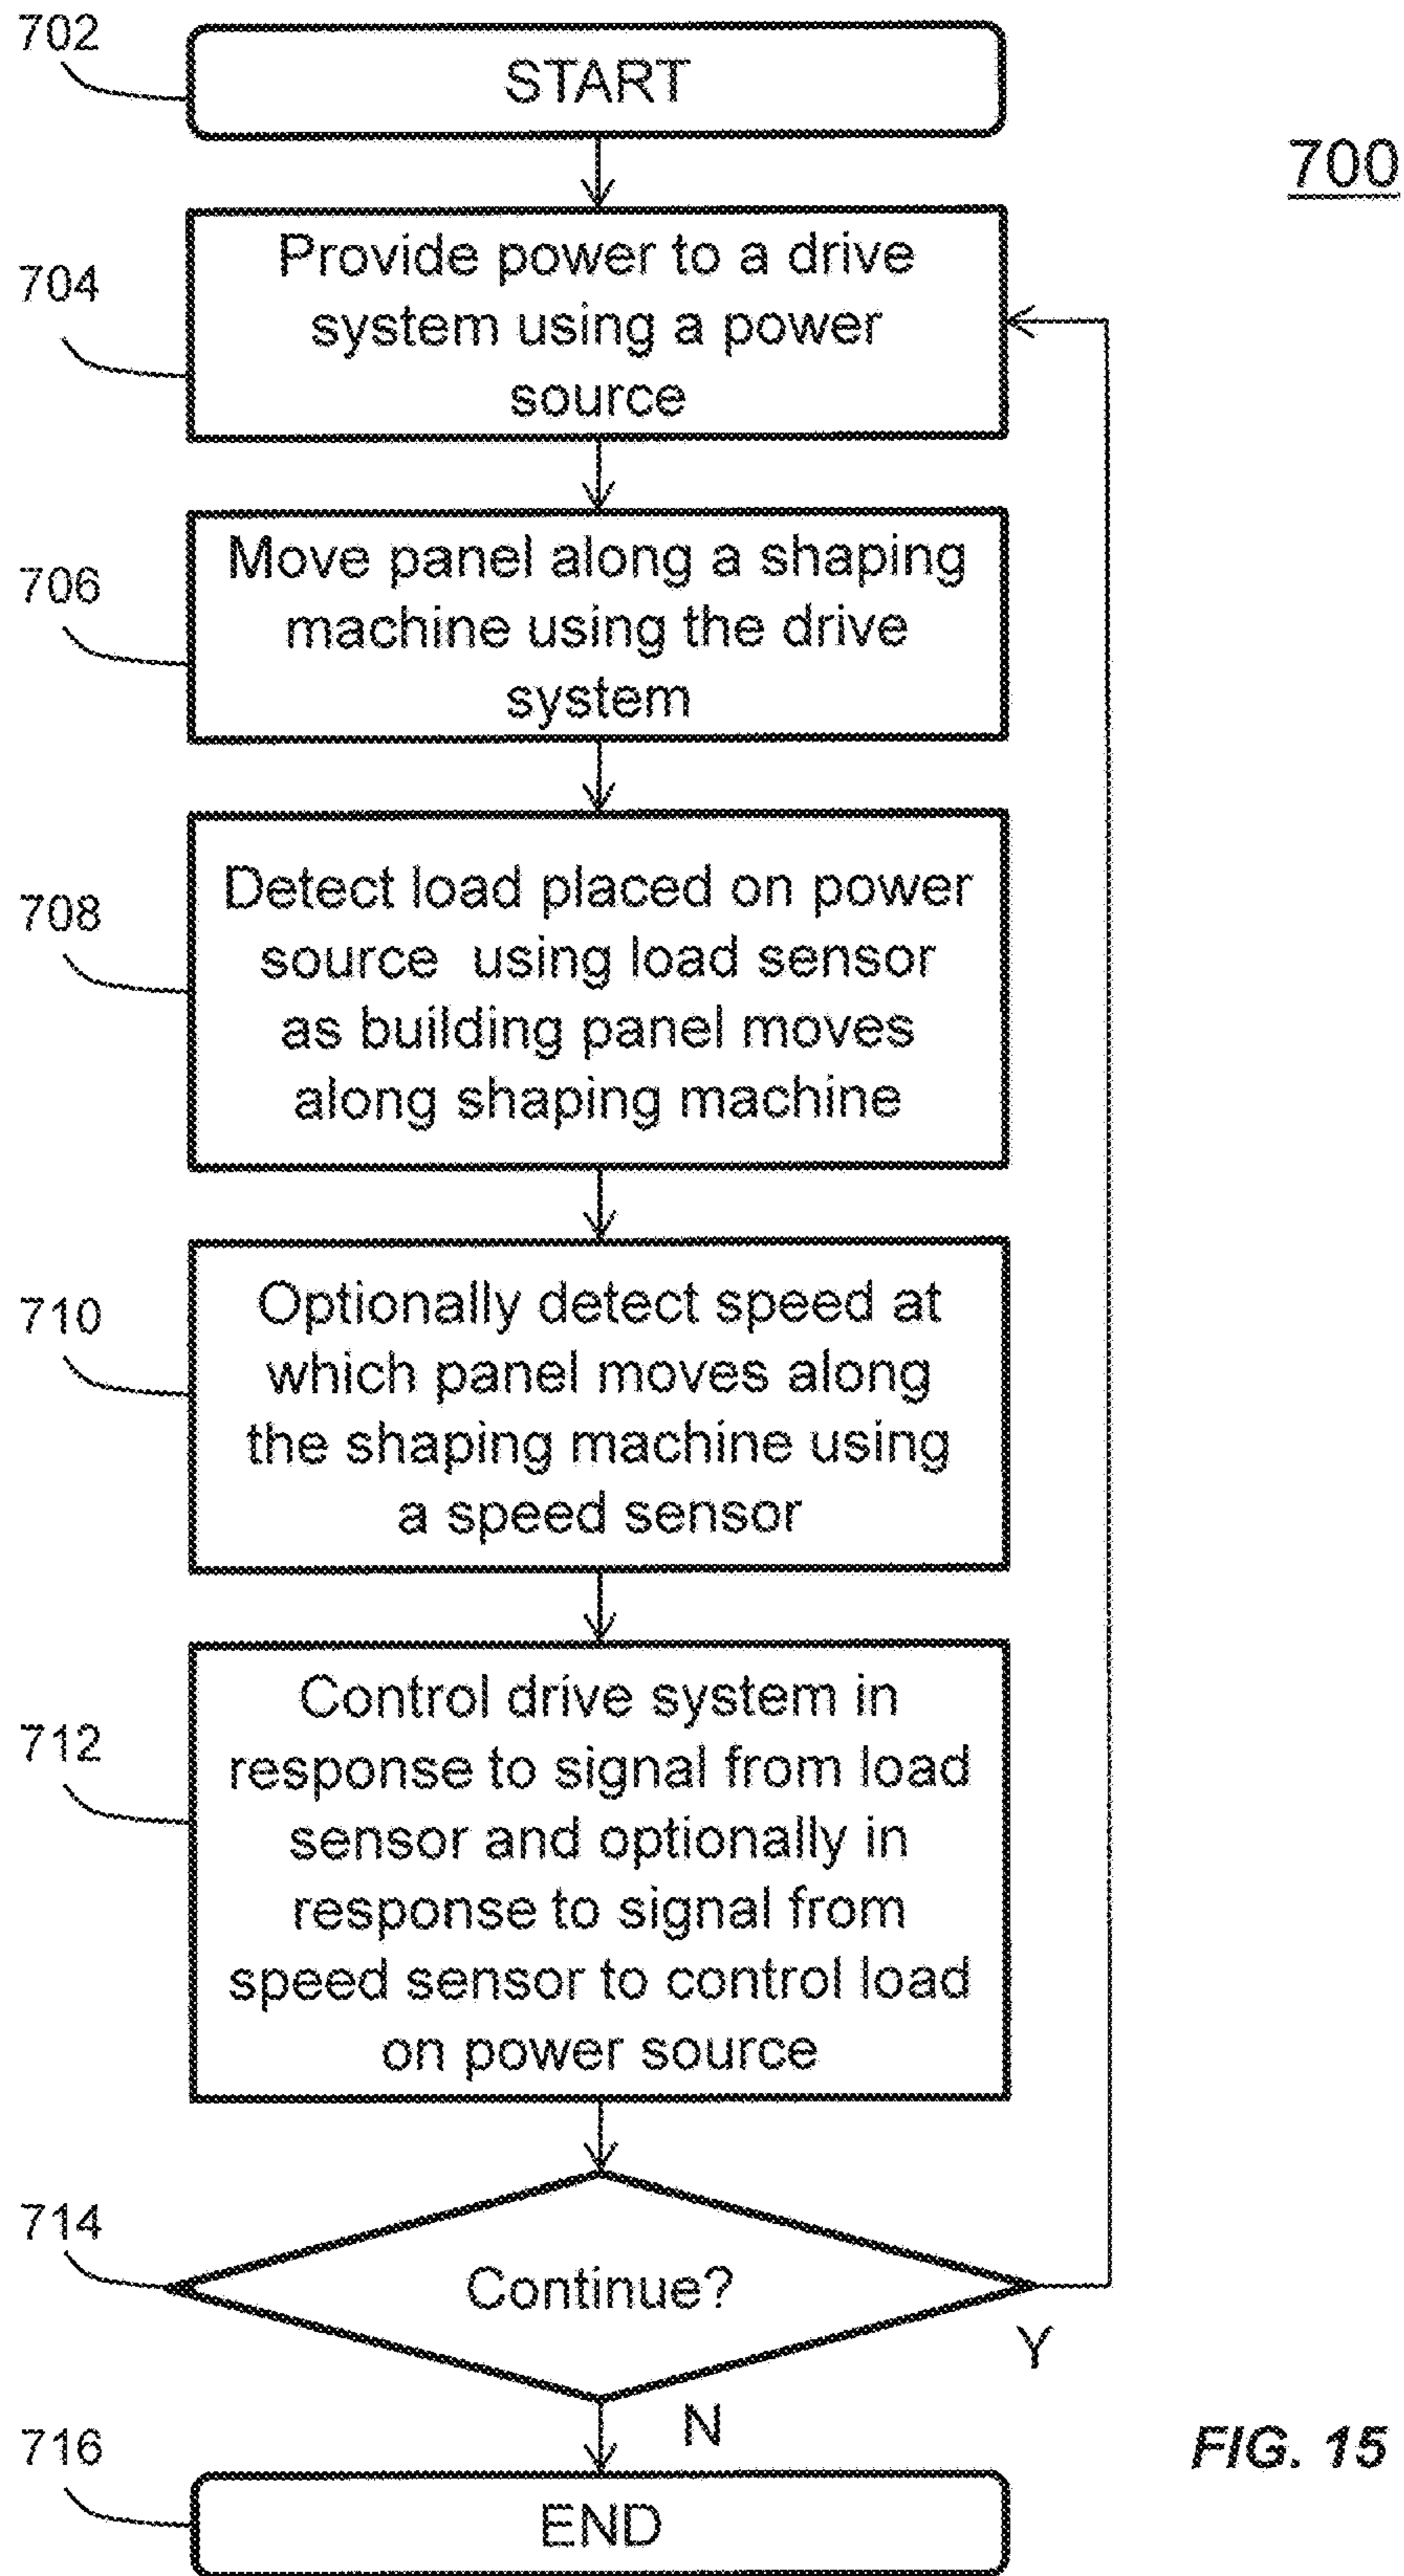 702
START
700
704
Provide power to a drive
system using a power
source
706
Move panel along a shaping
machine using the drive
system
708
Detect load placed on power
source using load sensor
as building panel moves
along shaping machine
710
Optionally detect speed at
which panel moves along
the shaping machine using
a speed sensor
712
Control drive system in
response to signal from load
sensor and optionally in
response to signal from
speed sensor to control load
on power source
714
Continue?
Y
N
716
END
FIG. 15